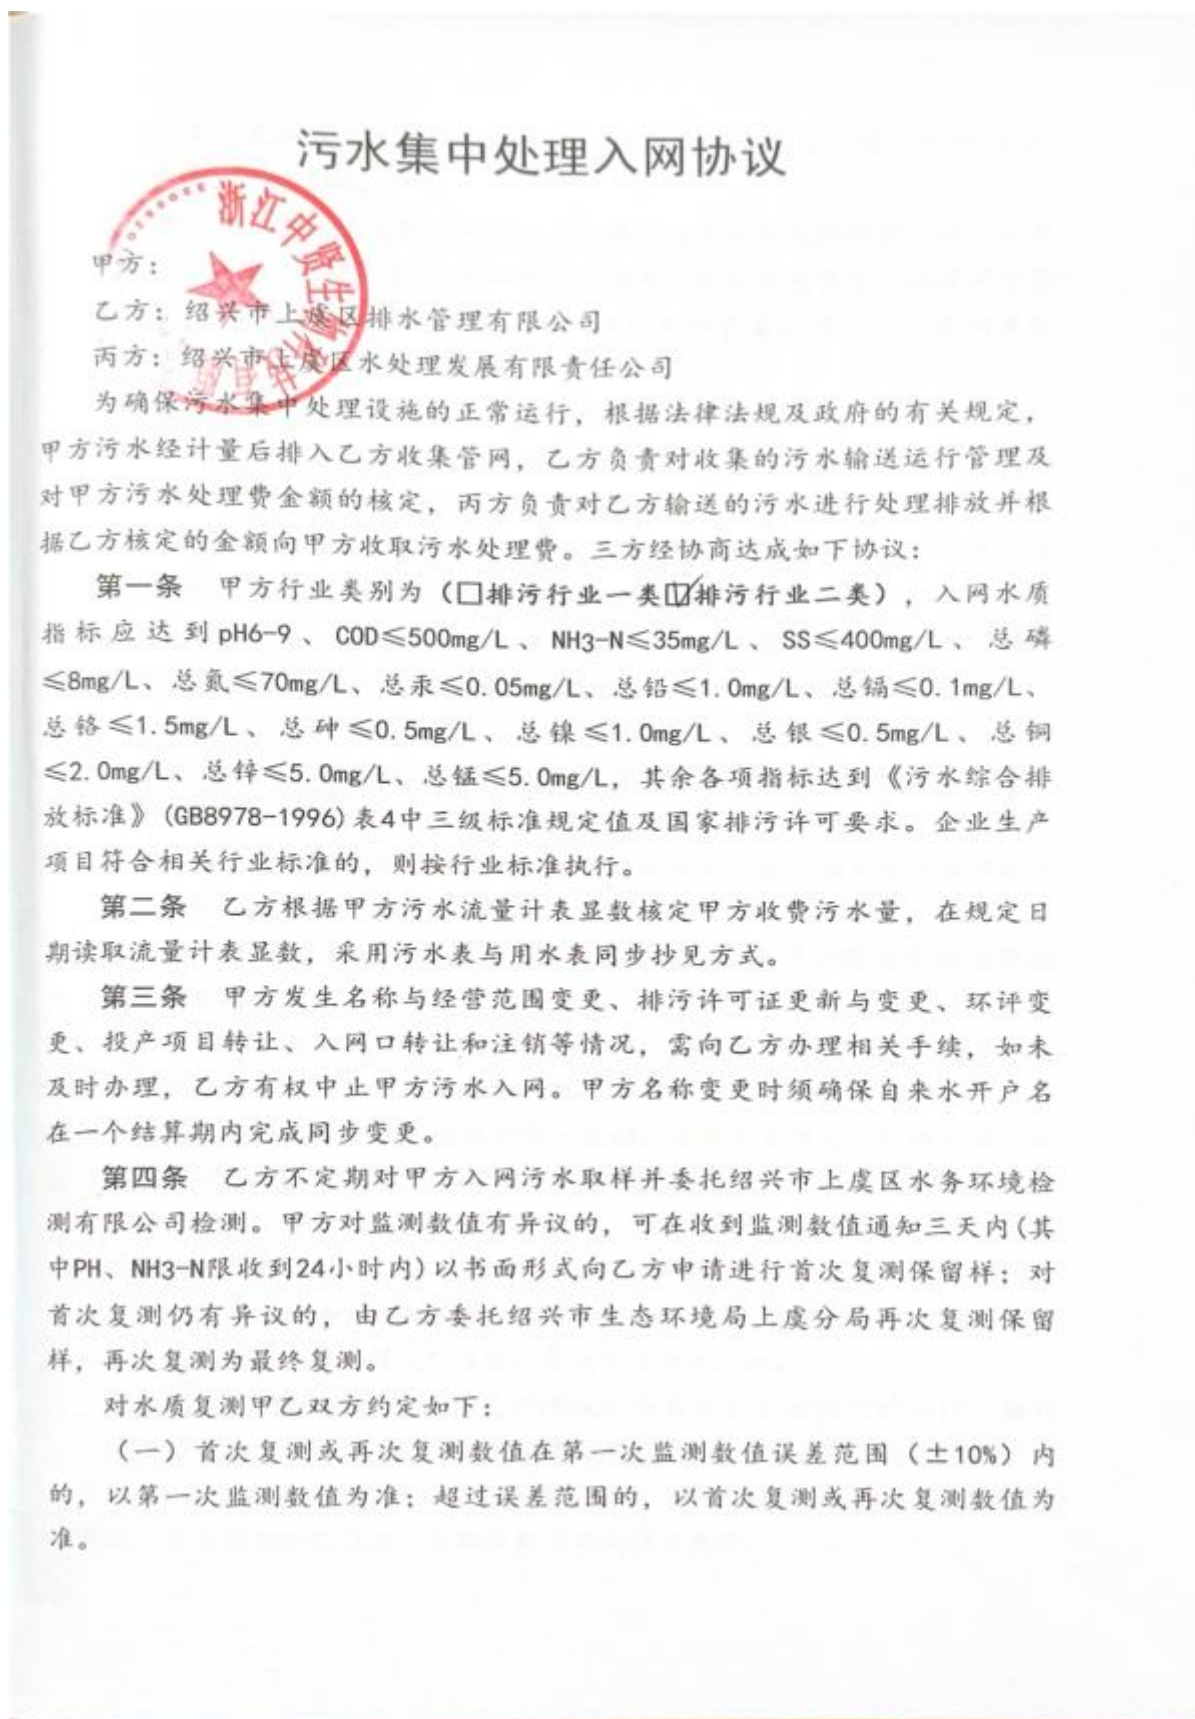 污水集中处理入网协议
浙江中质生
甲方：
乙方：绍兴市上虞区排水管理有限公司
丙方：绍兴市上虞区水处理发展有限责任公司
为确保污水集中处理设施的正常运行，根据法律法规及政府的有关规定，
甲方污水经计量后排入乙方收集管网，乙方负责对收集的污水输送运行管理及
对甲方污水处理费金额的核定，丙方负责对乙方输送的污水进行处理排放并根
据乙方核定的金额向甲方收取污水处理费。三方经协商达成如下协议：
第一条 甲方行业类别为（□排污行业一类☑排污行业二类），入网水质
指标应达到pH6-9、COD≤500mg/L、NH3-N≤35mg/L、SS≤400mg/L、总磷
≤8mg/L、总氮≤70mg/L、总汞≤0.05mg/L、总铅≤1.0mg/L、总镉≤0.1mg/L、
总铬≤1.5mg/L、总砷≤0.5mg/L、总镍≤1.0mg/L、总银≤0.5mg/L、总铜
≤2.0mg/L、总锌≤5.0mg/L、总锰≤5.0mg/L，其余各项指标达到《污水综合排
放标准》(GB8978-1996)表4中三级标准规定值及国家排污许可要求。企业生产
项目符合相关行业标准的，则按行业标准执行。
第二条 乙方根据甲方污水流量计表显数核定甲方收费污水量，在规定日
期读取流量计表显数，采用污水表与用水表同步抄见方式。
第三条 甲方发生名称与经营范围变更、排污许可证更新与变更、环评变
更、投产项目转让、入网口转让和注销等情况，需向乙方办理相关手续，如未
及时办理，乙方有权中止甲方污水入网。甲方名称变更时须确保自来水开户名
在一个结算期内完成同步变更。
第四条 乙方不定期对甲方入网污水取样并委托绍兴市上虞区水务环境检
测有限公司检测。甲方对监测数值有异议的，可在收到监测数值通知三天内(其
中PH、NH3-N限收到24小时内)以书面形式向乙方申请进行首次复测保留样；对
首次复测仍有异议的，由乙方委托绍兴市生态环境局上虞分局再次复测保留
样，再次复测为最终复测。
对水质复测甲乙双方约定如下：
（一）首次复测或再次复测数值在第一次监测数值误差范围（±10%）内
的，以第一次监测数值为准；超过误差范围的，以首次复测或再次复测数值为
准。